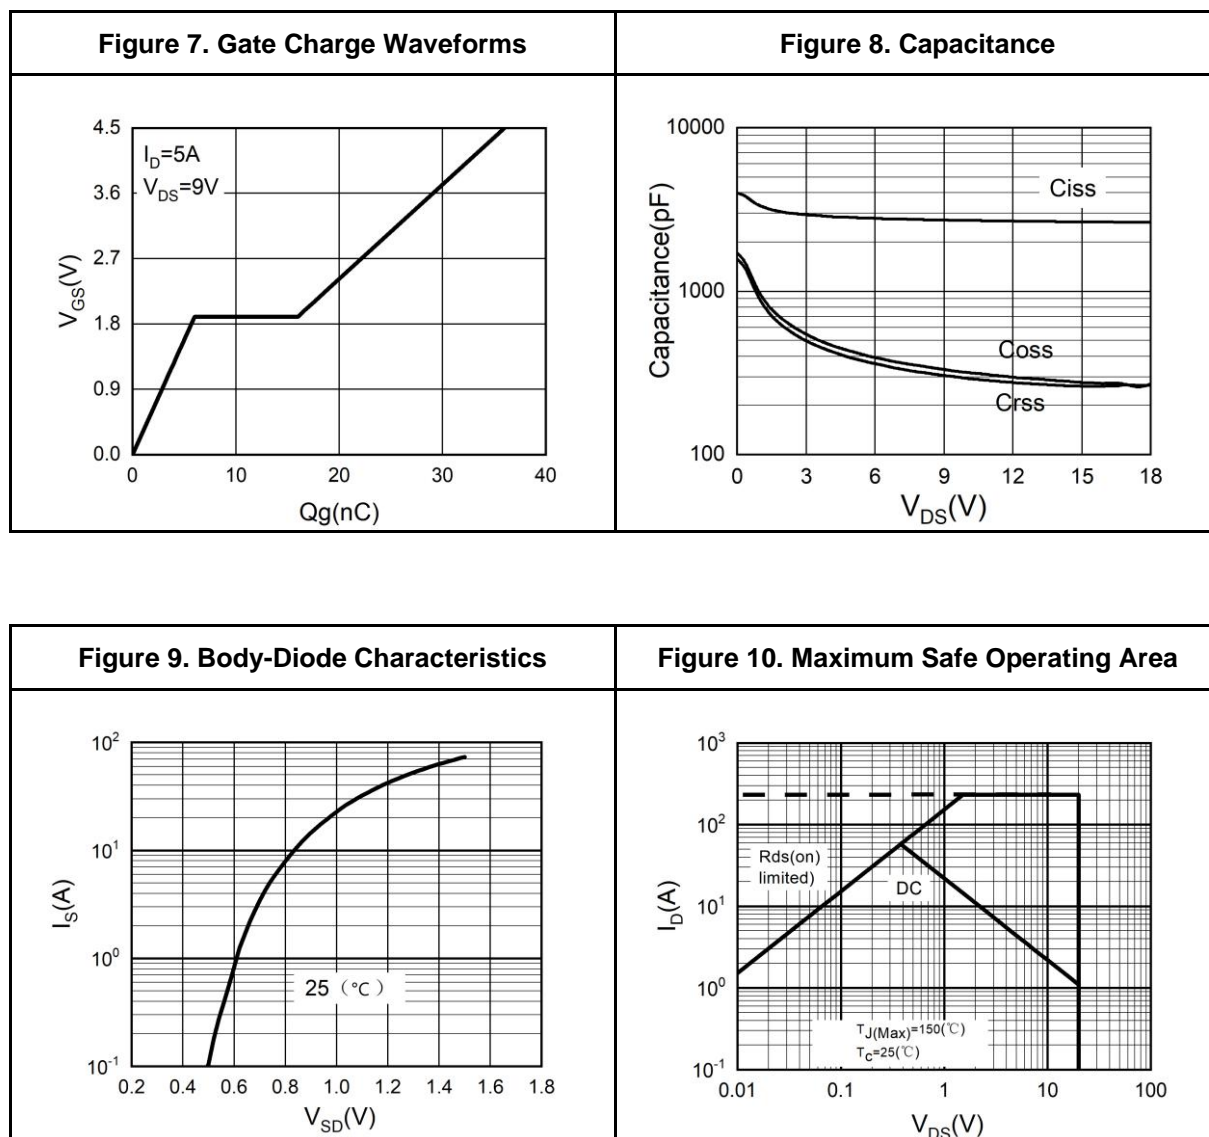 Figure 7. Gate Charge Waveforms
Figure 8. Capacitance
4.5
3.6
2.7
1.8
0.9
0.0
I_D=5A
V_DS=9V
V_GS(V)
0 10 20 30 40
Qg(nC)
10000
1000
100
Capacitance(pF)
Ciss
Coss
Crss
0 3 6 9 12 15 18
V_DS(V)
Figure 9. Body-Diode Characteristics
Figure 10. Maximum Safe Operating Area
10^2
10^1
10^0
10^-1
I_S(A)
25（℃）
0.2 0.4 0.6 0.8 1.0 1.2 1.4 1.6 1.8
V_SD(V)
10^3
10^2
10^1
10^0
10^-1
I_D(A)
Rds(on)
limited)
DC
T_J(Max)=150(℃)
T_C=25(℃)
0.01 0.1 1 10 100
V_DS(V)